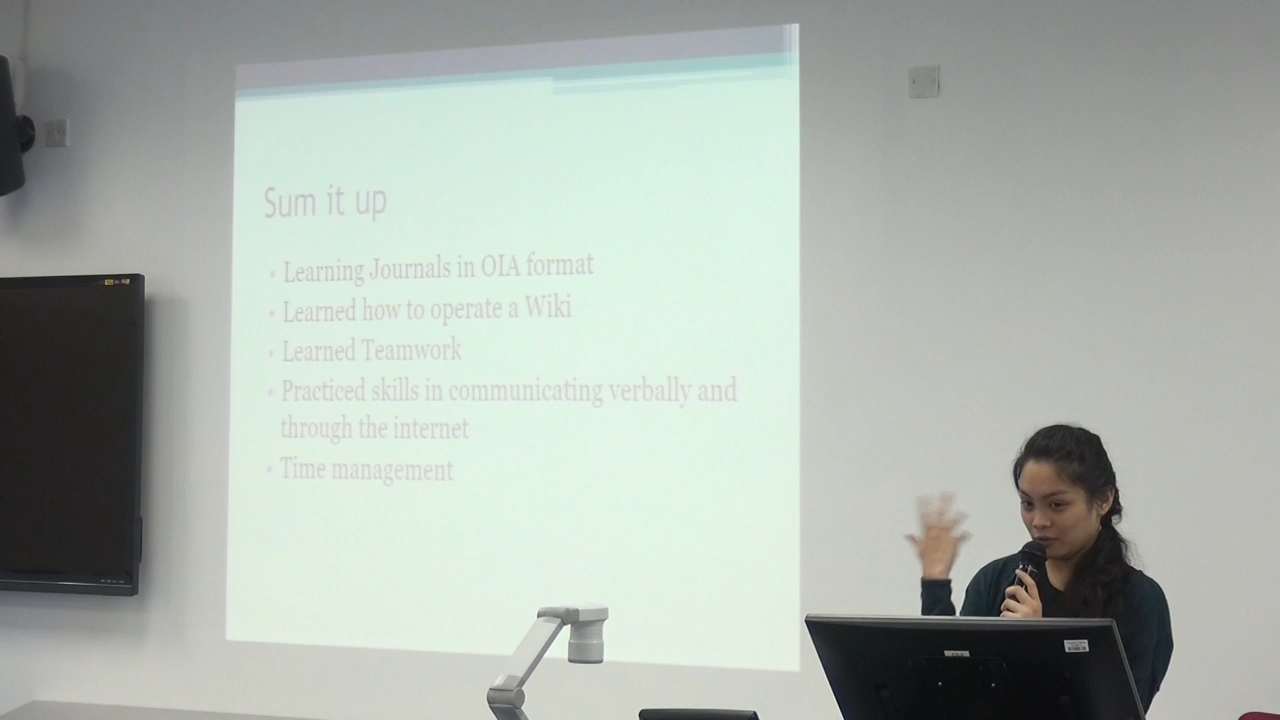 Sum it up
• Learning Journals in OIA format
• Learned how to operate a Wiki
• Learned Teamwork
• Practiced skills in communicating verbally and
through the internet
• Time management